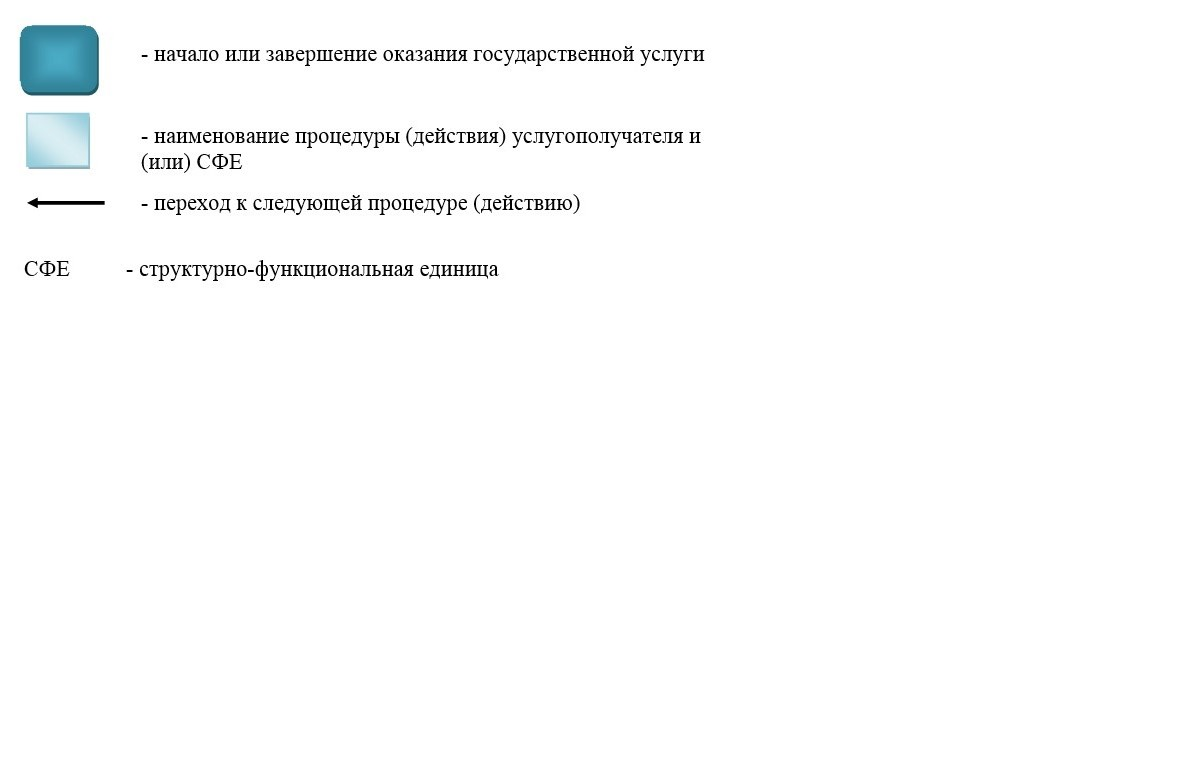 - начало или завершение оказания государственной услуги
- наименование процедуры (действия) услугополучателя и
(или) СФЕ
- переход к следующей процедуре (действию)
СФЕ - структурно-функциональная единица